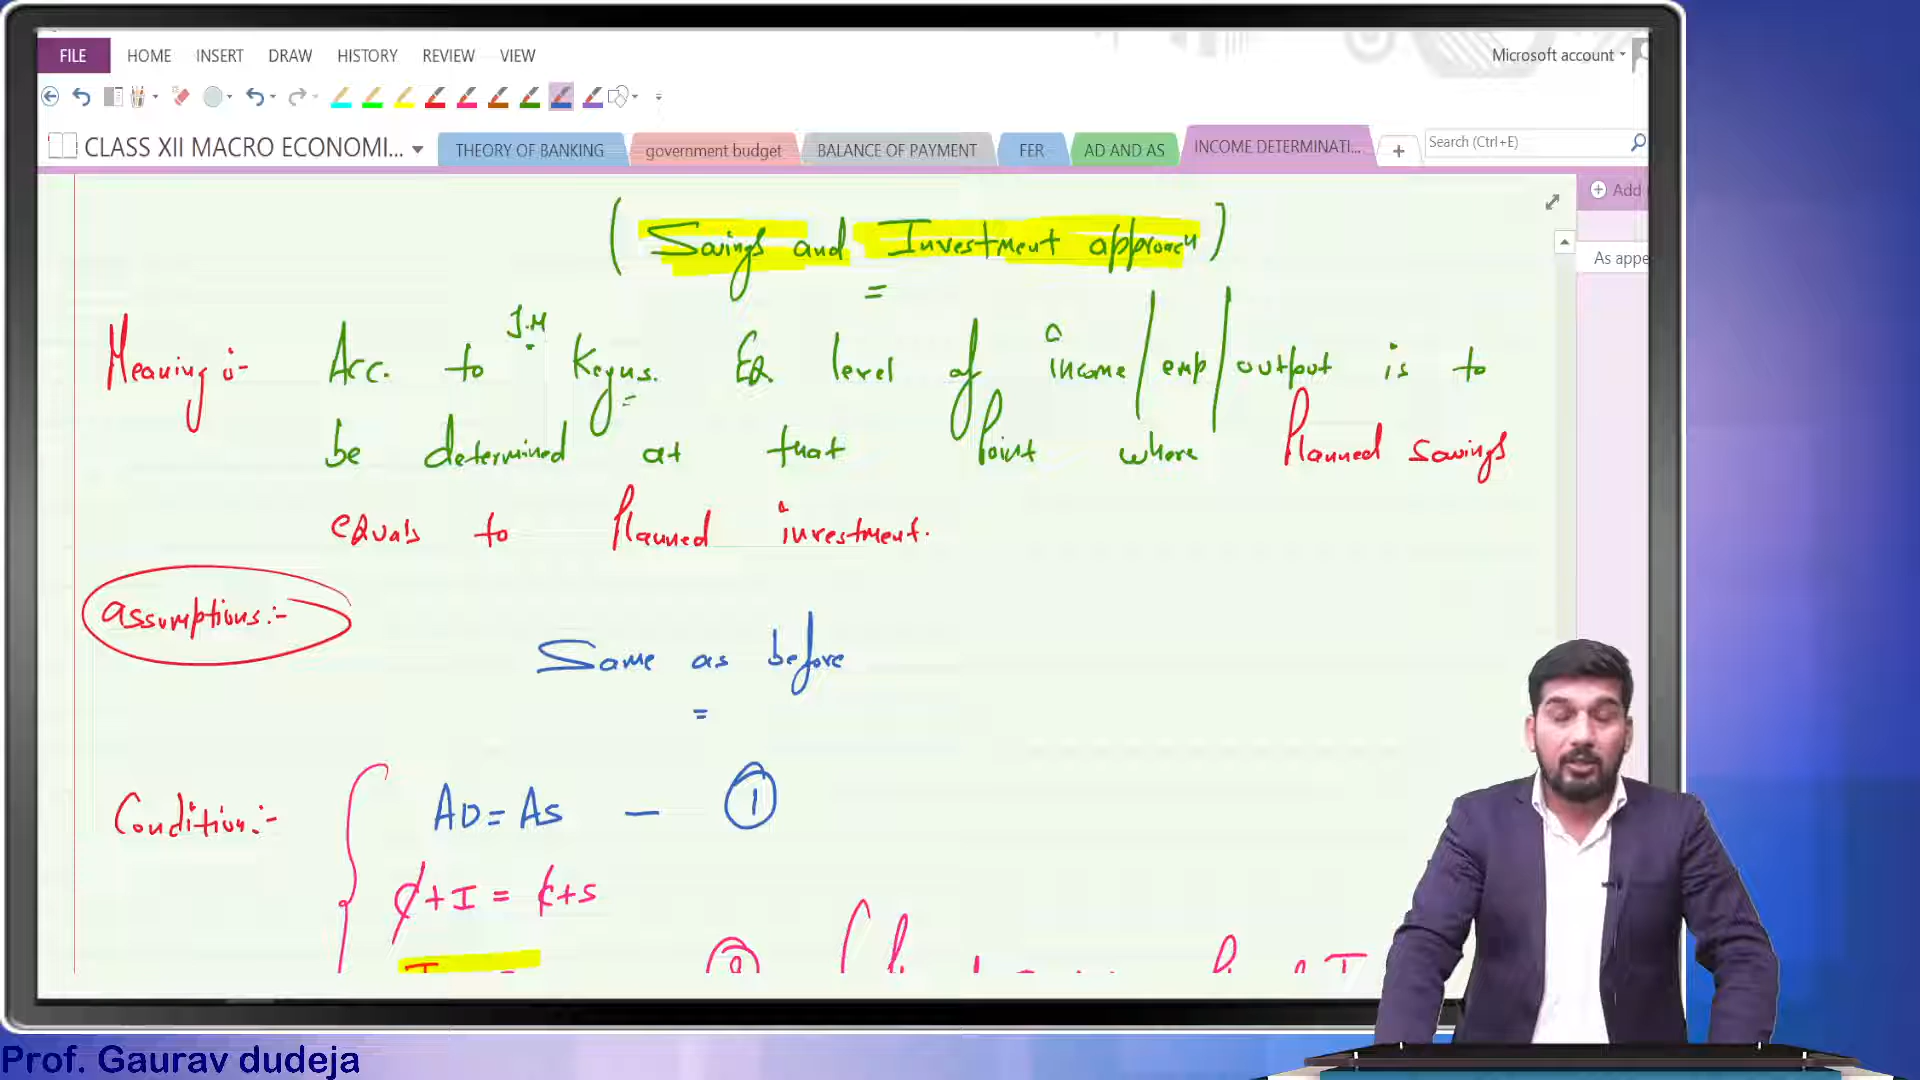 FILE HOME INSERT DRAW HISTORY REVIEW VIEW Microsoft account
CLASS XII MACRO ECONOMI... THEORY OF BANKING government budget BALANCE OF PAYMENT FER AD AND AS INCOME DETERMINATI... + Search (Ctrl+E)
Add
As appe
(Savings and Investment approach)
=
Meaning:- Acc. to J.M Keyns. EQ level of income/emp/output is to
be determined at that Point where Planned savings
equals to Planned investment.
assumptions:-
Same as before
=
Condition:- AD = AS — 1
C+I = C+S
Prof. Gaurav dudeja